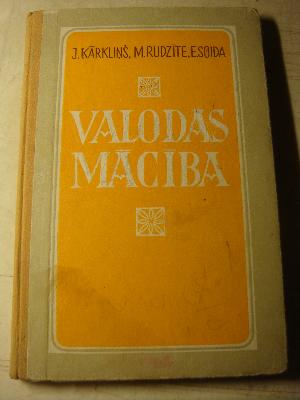 J. KĀRKLIŅŠ, M. RUDZĪTE, E. SOIDA
VALODAS
MĀCĪBA